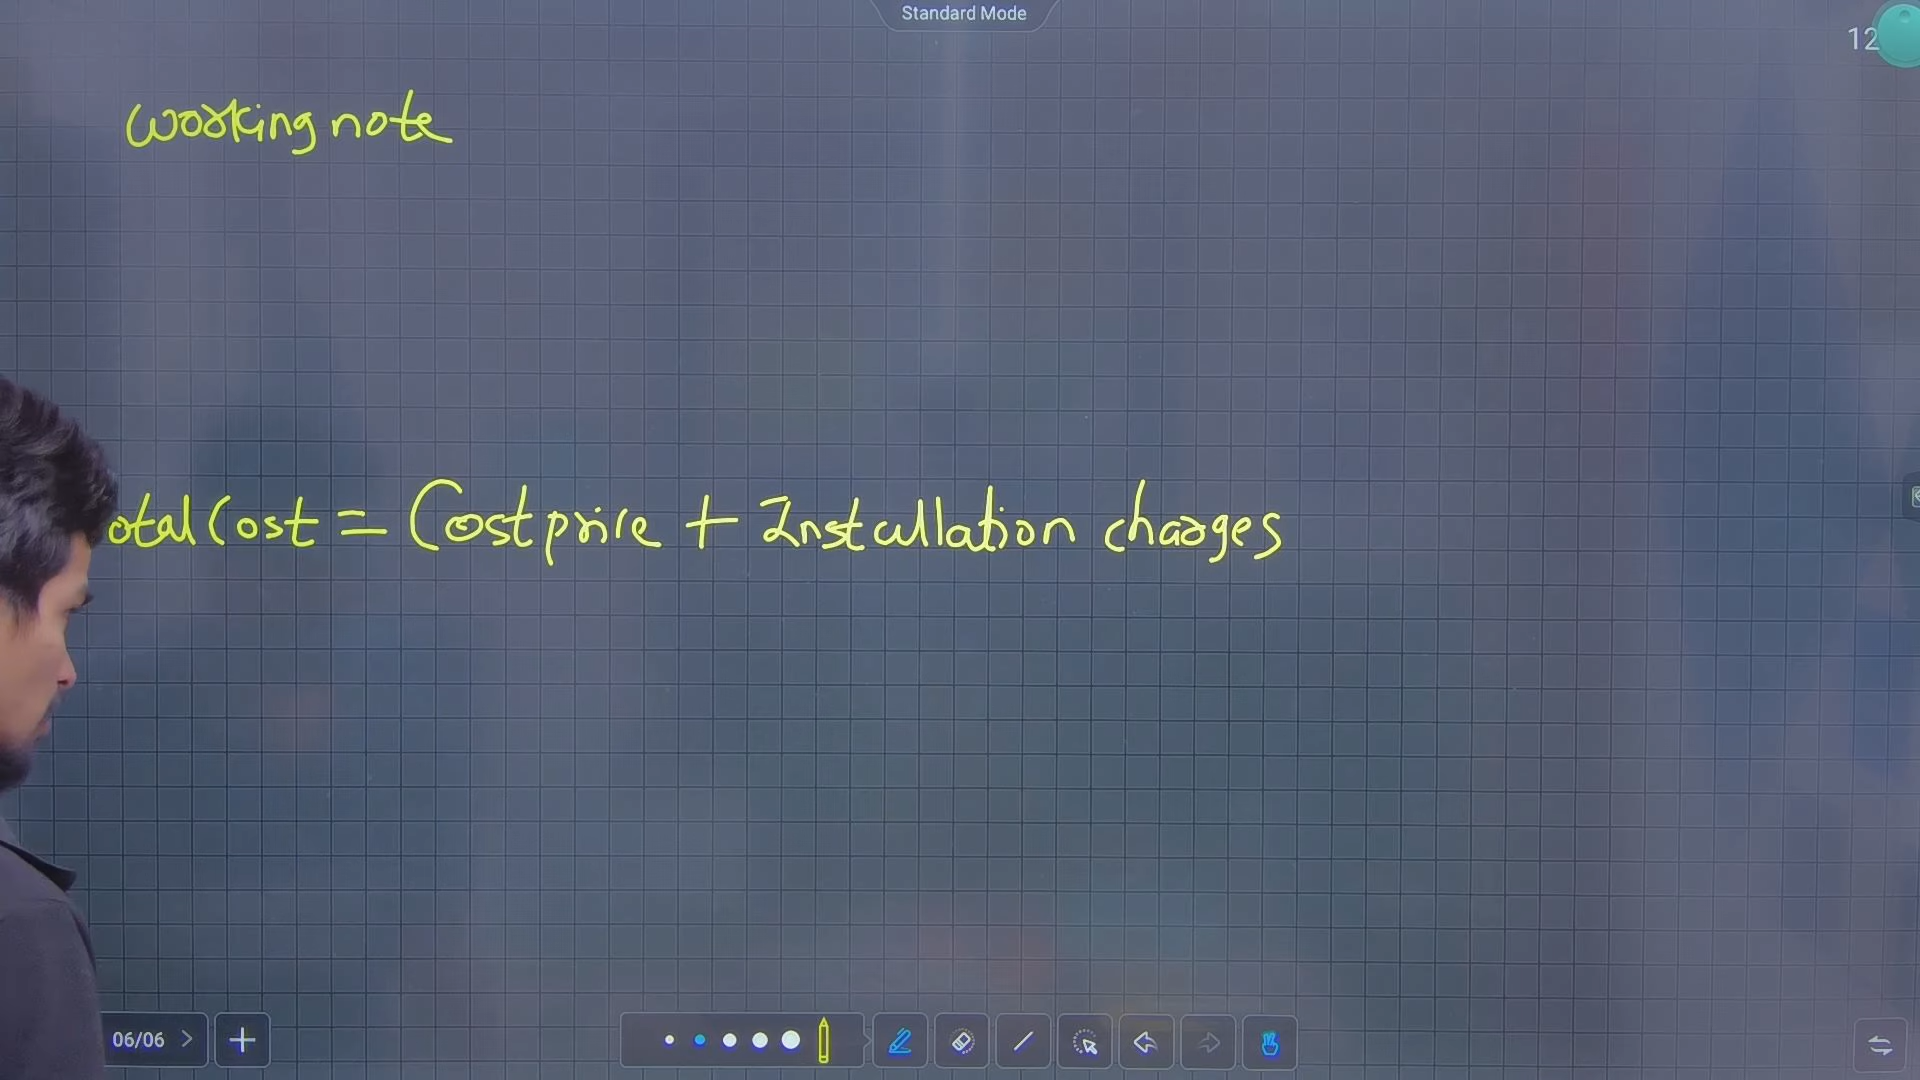 Standard Mode
12
Working note
otal Cost = Cost price + Installation charges
06/06